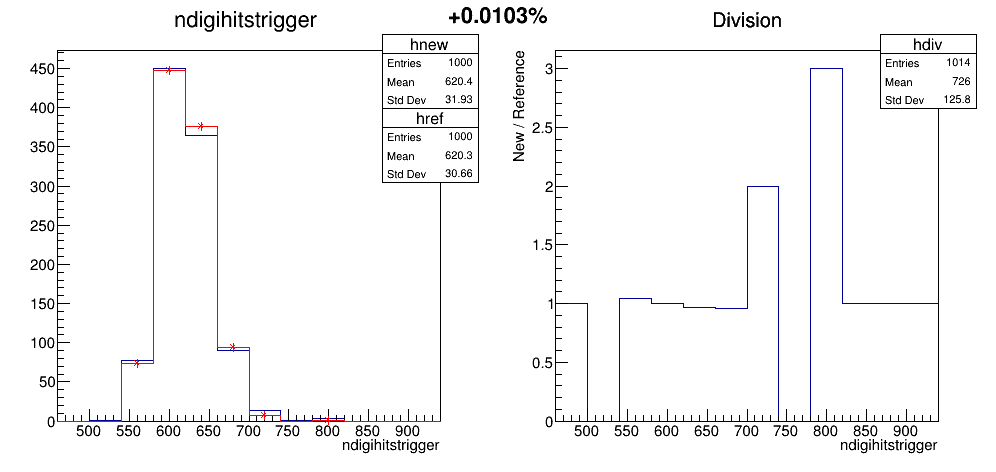 +0.0103%
ndigihitstrigger
hnew
Entries 1000
Mean 620.4
Std Dev 31.93
href
Entries 1000
Mean 620.3
Std Dev 30.66
450
400
350
300
250
200
150
100
50
0
500 550 600 650 700 750 800 850 900
ndigihitstrigger
Division
hdiv
Entries 1014
Mean 726
Std Dev 125.8
New / Reference
3
2.5
2
1.5
1
0.5
0
500 550 600 650 700 750 800 850 900
ndigihitstrigger